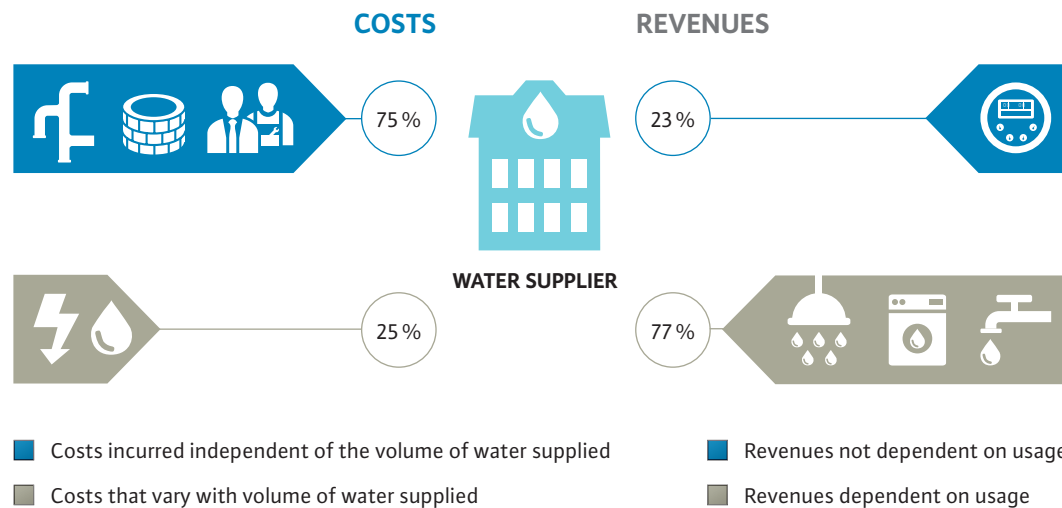 COSTS
REVENUES
75 %
23 %
WATER SUPPLIER
25 %
77 %
Costs incurred independent of the volume of water supplied
Revenues not dependent on usage
Costs that vary with volume of water supplied
Revenues dependent on usage